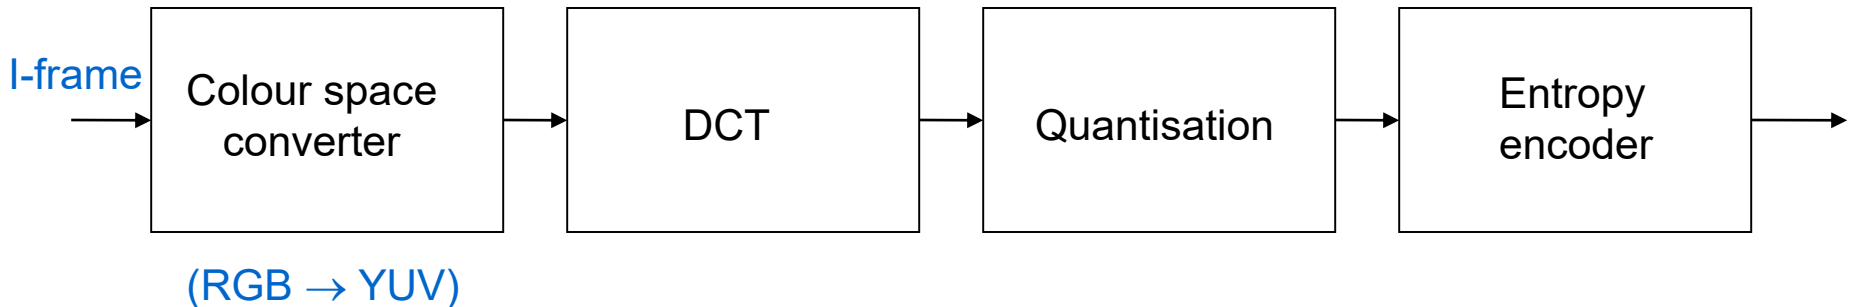 I-frame
Colour space
converter
DCT
Quantisation
Entropy
encoder
(RGB → YUV)